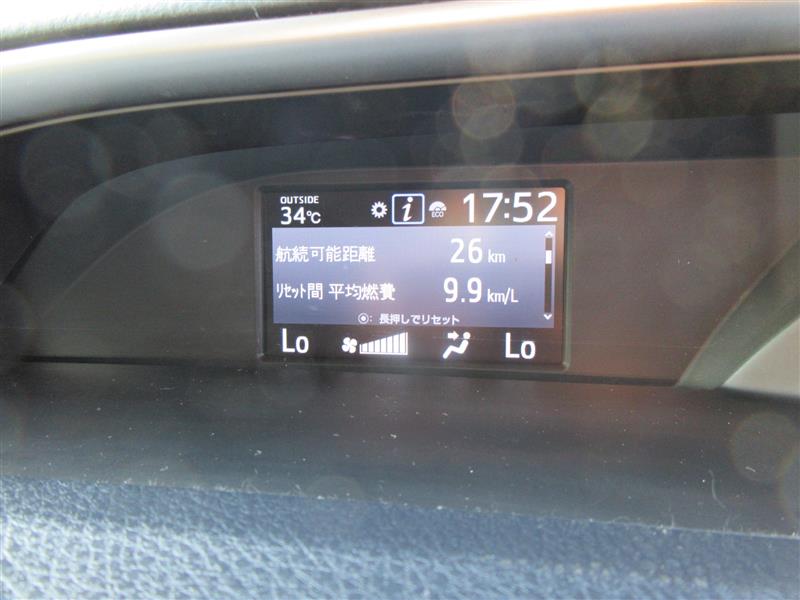 OUTSIDE
34℃ i ECO 17:52
航続可能距離 26 km
ﾘｾｯﾄ間 平均燃費 9.9 km/L
◉: 長押しでリセット
Lo Lo